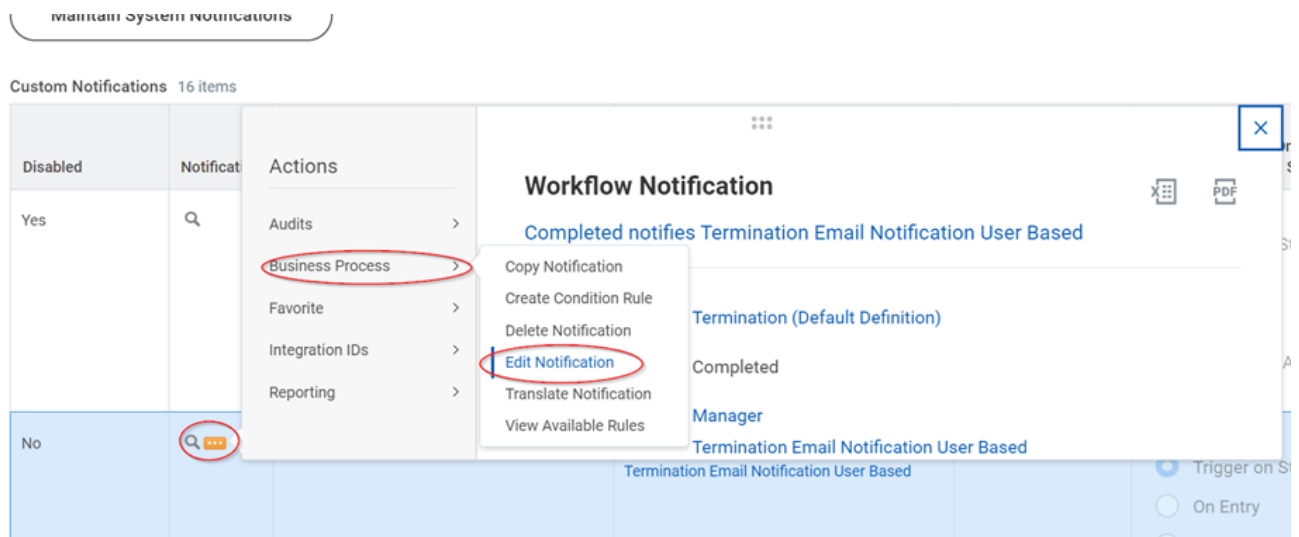 Maintain System Notifications
Custom Notifications 16 items
Disabled
Notificati
Actions
Workflow Notification
X
PDF
Yes
Audits
Completed notifies Termination Email Notification User Based
Business Process
Copy Notification
Create Condition Rule
Favorite
Delete Notification
Termination (Default Definition)
Integration IDs
Edit Notification
Completed
Reporting
Translate Notification
Manager
View Available Rules
No
Termination Email Notification User Based
Termination Email Notification User Based
Trigger on St
On Entry